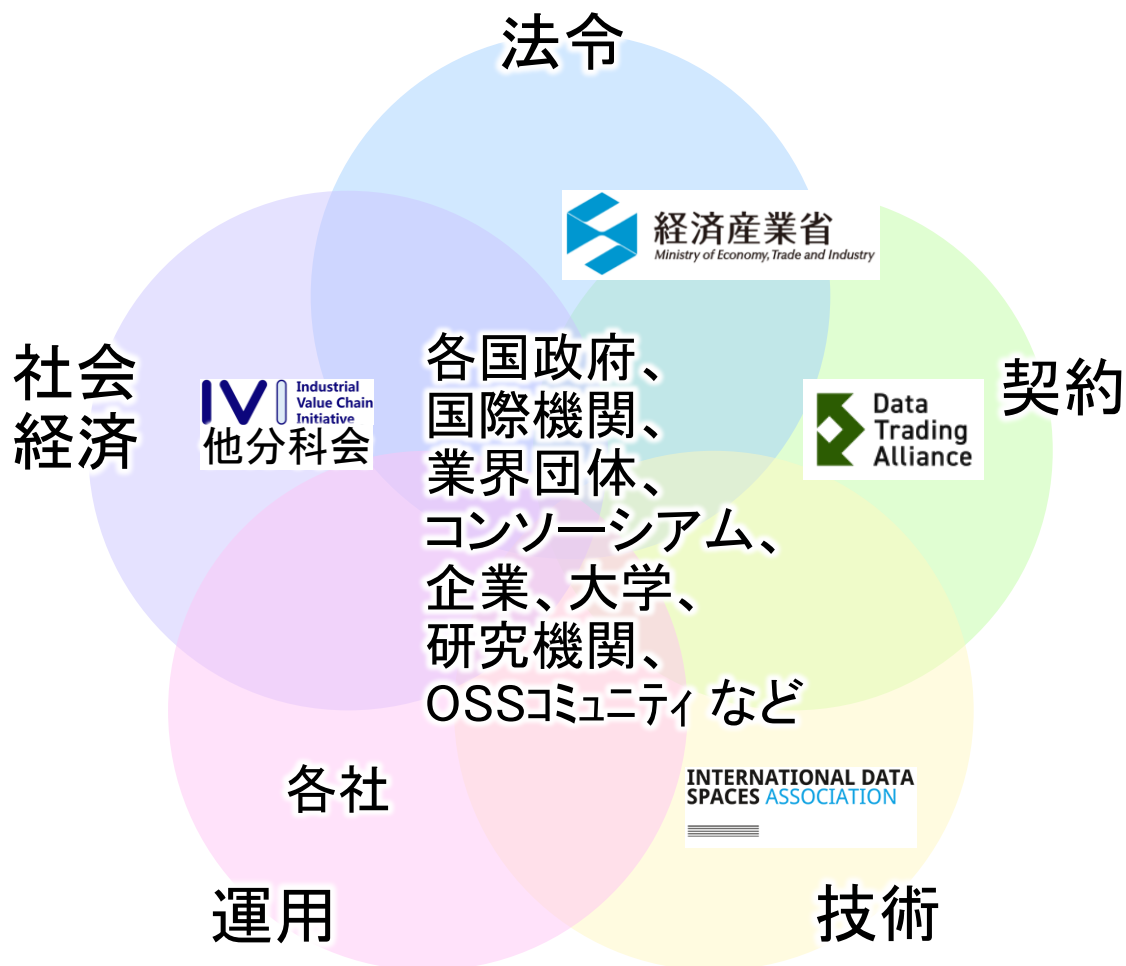 法令
経済産業省
Ministry of Economy, Trade and Industry
社会
経済
IV
Industrial
Value Chain
Initiative
他分科会
各国政府、
国際機関、
業界団体、
コンソーシアム、
企業、大学、
研究機関、
OSSコミュニティ など
Data
Trading
Alliance
契約
各社
INTERNATIONAL DATA
SPACES ASSOCIATION
運用
技術